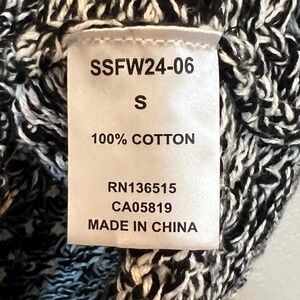 SSFW24-06
S
100% COTTON
RN136515
CA05819
MADE IN CHINA